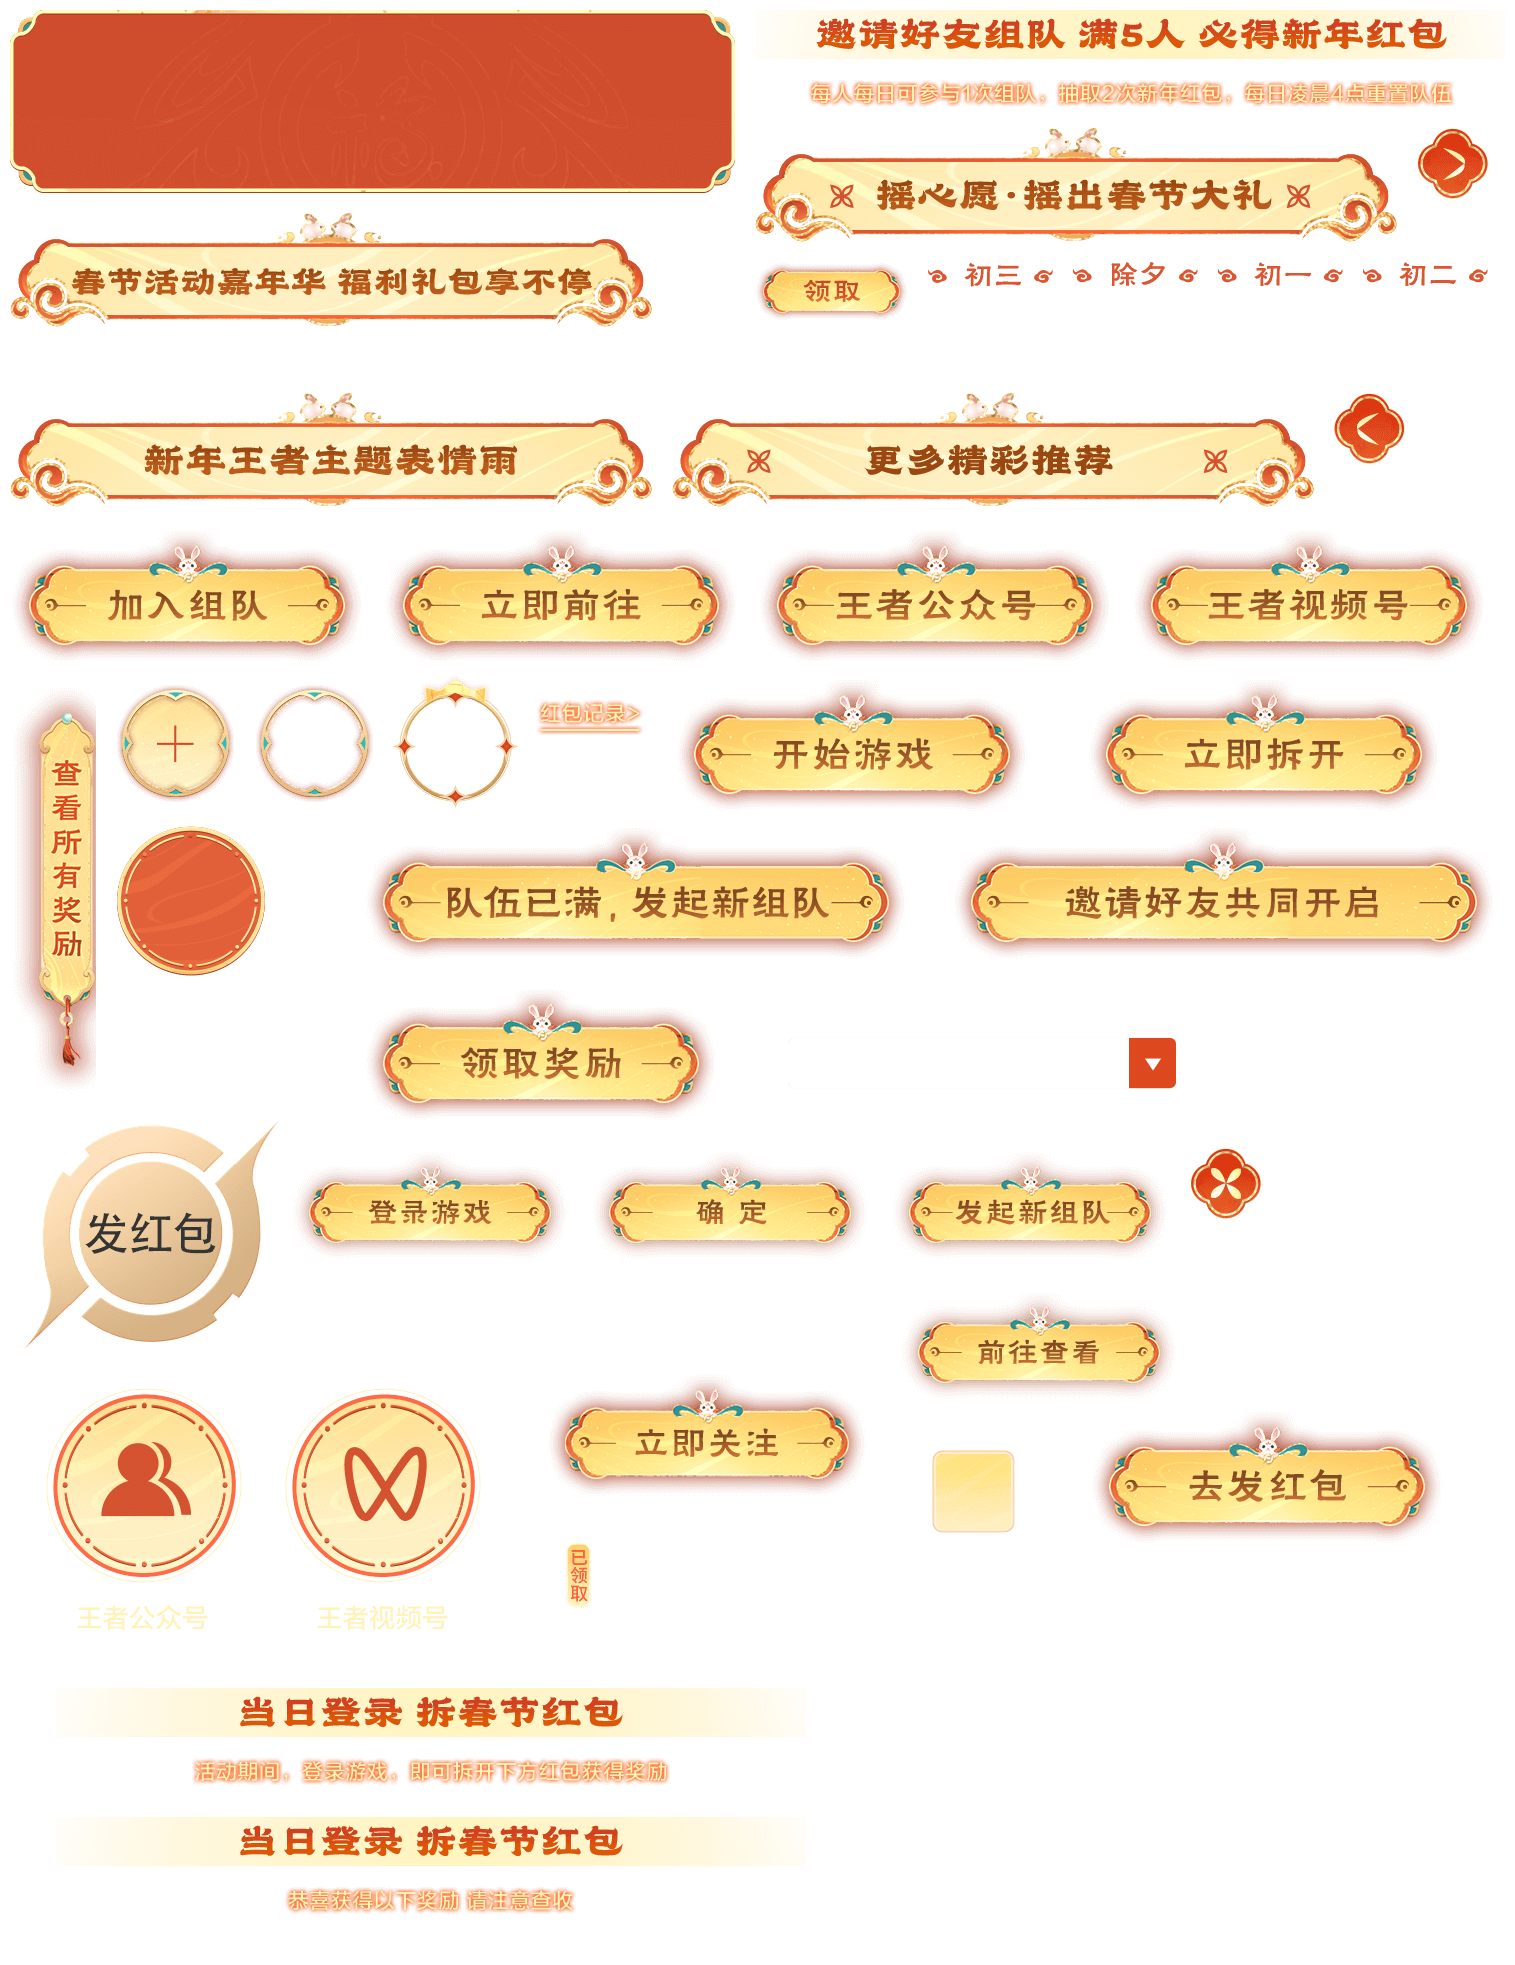 邀请好友组队 满5人 必得新年红包
每人每日可参与1次组队，抽取2次新年红包，每日凌晨4点重置队伍
摇心愿·摇出春节大礼
春节活动嘉年华 福利礼包享不停
领取
初三
除夕
初一
初二
新年王者主题表情雨
更多精彩推荐
加入组队
立即前往
王者公众号
王者视频号
查看所有奖励
红包记录>
开始游戏
立即拆开
队伍已满，发起新组队
邀请好友共同开启
领取奖励
发红包
登录游戏
确 定
发起新组队
前往查看
立即关注
去发红包
已领取
王者公众号
王者视频号
当日登录 拆春节红包
活动期间，登录游戏，即可拆开下方红包获得奖励
当日登录 拆春节红包
恭喜获得以下奖励 请注意查收